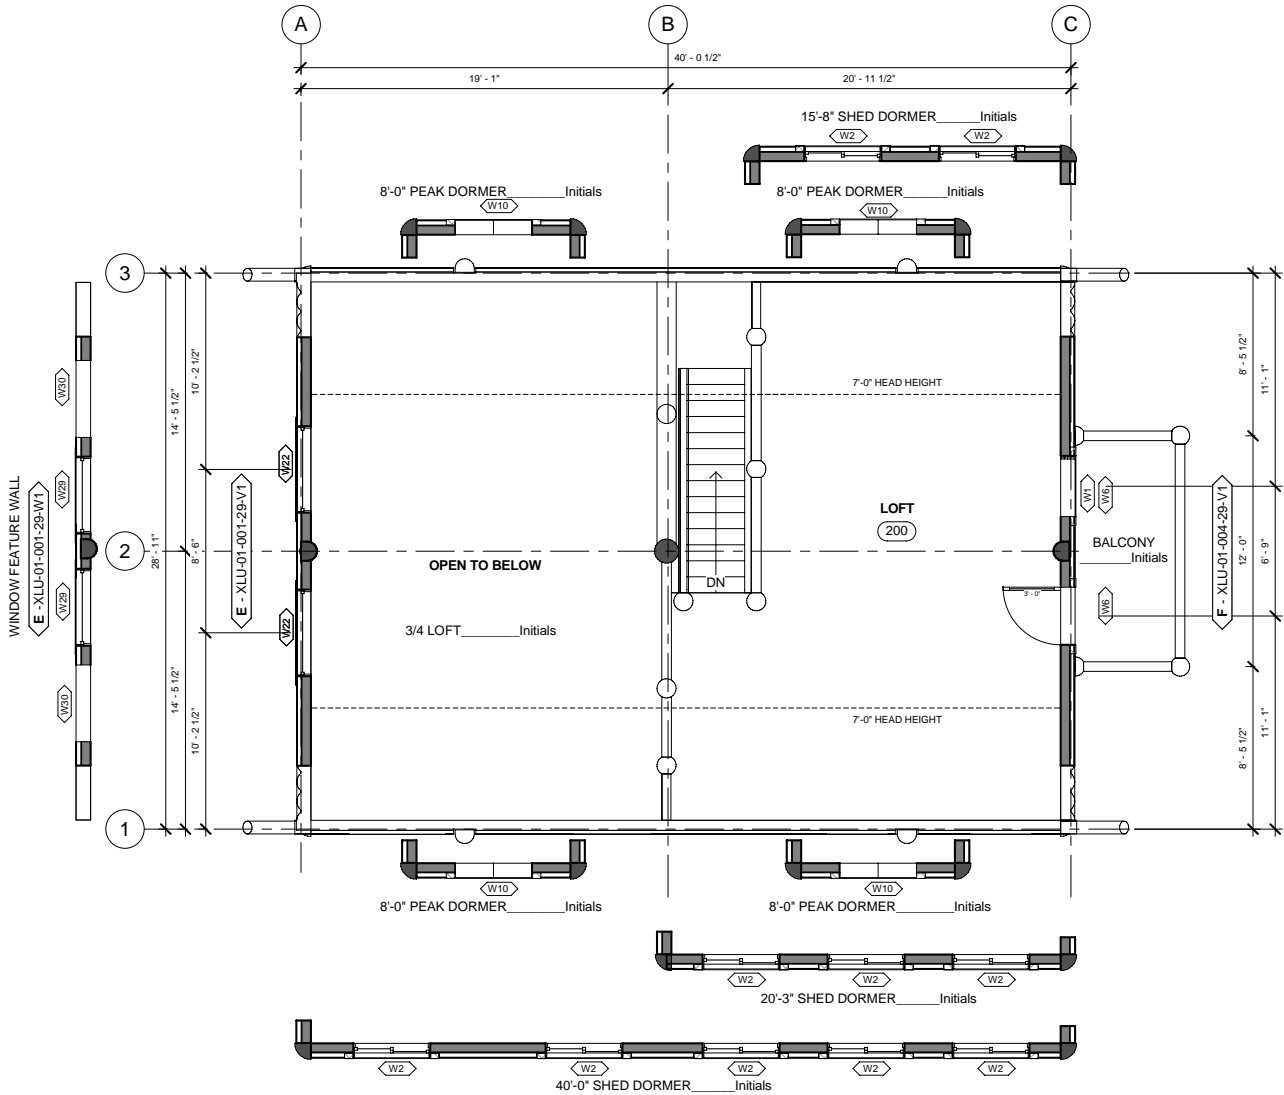 A
B
C
40' - 0 1/2"
19' - 1"
20' - 11 1/2"
15'-8" SHED DORMER______Initials
W2
W2
8'-0" PEAK DORMER________Initials
8'-0" PEAK DORMER________Initials
W10
W10
3
10' - 2 1/2"
14' - 5 1/2"
8' - 5 1/2"
11' - 1"
7'-0" HEAD HEIGHT
W30
W22
W29
WINDOW FEATURE WALL
E -XLU-01-001-29-W1
E - XLU-01-001-29-V1
LOFT
200
W1
W6
F - XLU-01-004-29-V1
2
28' - 11"
8' - 6"
OPEN TO BELOW
BALCONY
_______Initials
12' - 0"
6' - 9"
DN
3' - 0"
W29
W22
W6
3/4 LOFT________Initials
W30
14' - 5 1/2"
10' - 2 1/2"
7'-0" HEAD HEIGHT
8' - 5 1/2"
11' - 1"
1
W10
W10
8'-0" PEAK DORMER________Initials
8'-0" PEAK DORMER________Initials
W2
W2
W2
20'-3" SHED DORMER______Initials
W2
W2
W2
W2
W2
40'-0" SHED DORMER______Initials